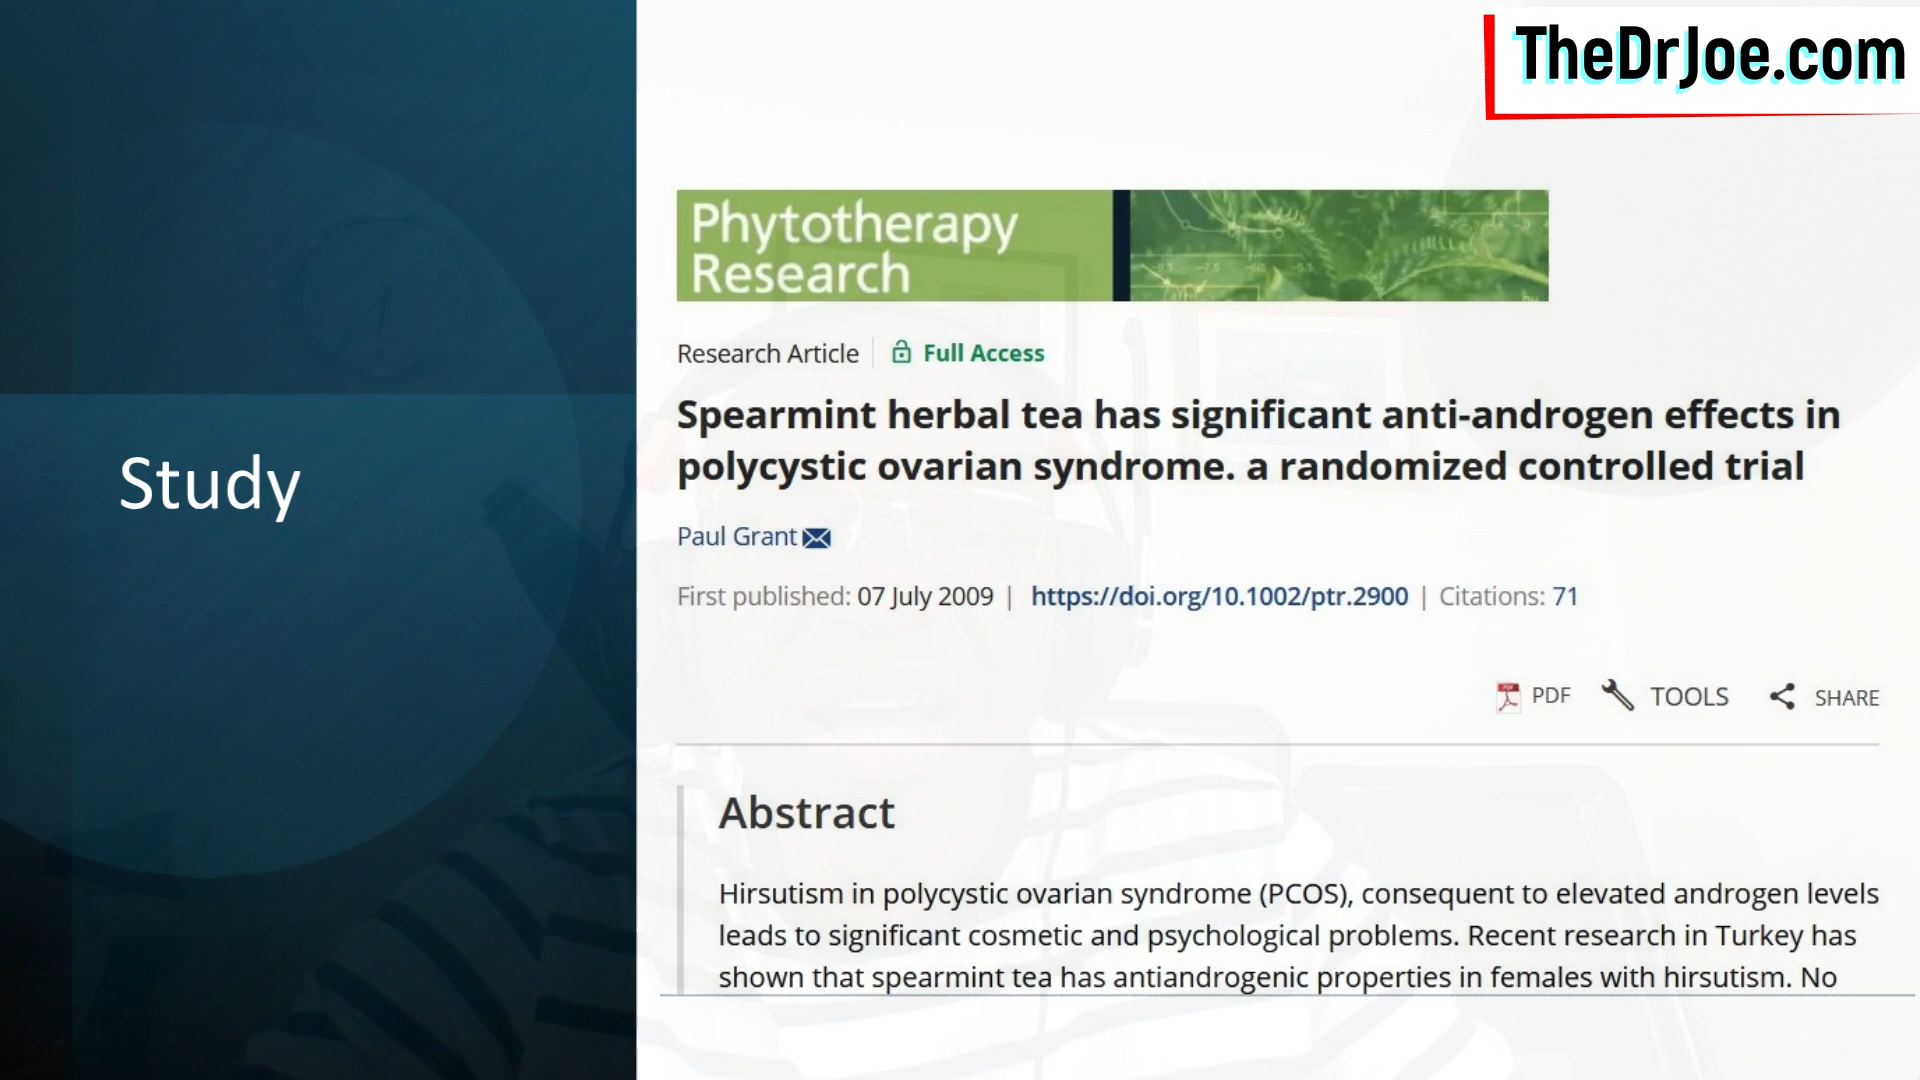 TheDrJoe.com
Study
Phytotherapy
Research
Research Article
Full Access
Spearmint herbal tea has significant anti-androgen effects in
polycystic ovarian syndrome. a randomized controlled trial
Paul Grant
First published: 07 July 2009 | https://doi.org/10.1002/ptr.2900 | Citations: 71
PDF TOOLS SHARE
Abstract
Hirsutism in polycystic ovarian syndrome (PCOS), consequent to elevated androgen levels
leads to significant cosmetic and psychological problems. Recent research in Turkey has
shown that spearmint tea has antiandrogenic properties in females with hirsutism. No